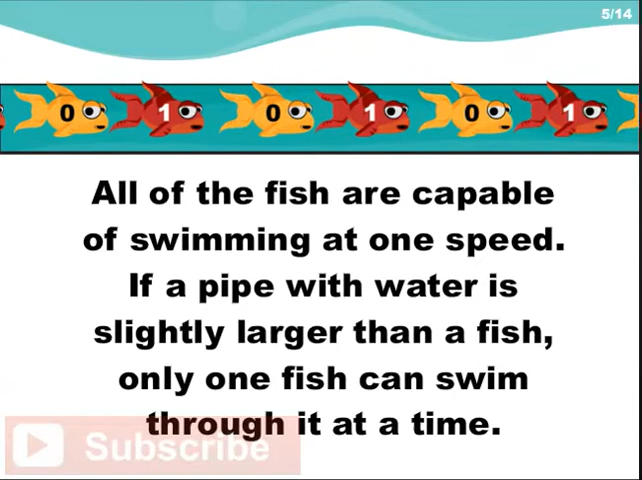 5/14
0 1 0 1 0 1
All of the fish are capable
of swimming at one speed.
If a pipe with water is
slightly larger than a fish,
only one fish can swim
through it at a time.
Subscribe